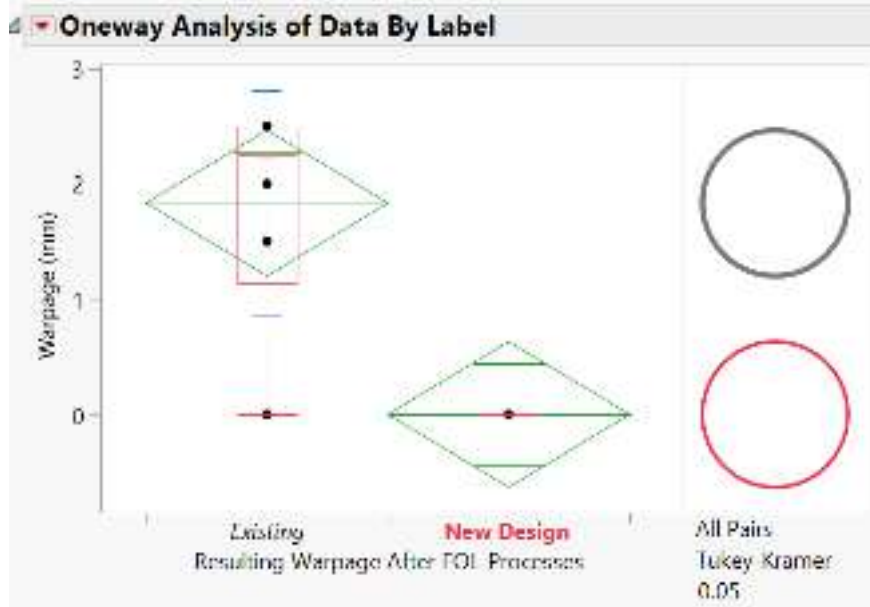 Oneway Analysis of Data By Label
3
2
1
0
Warpage (mm)
Existing
New Design
Resulting Warpage After FOL Processes
All Pairs
Tukey-Kramer
0.05